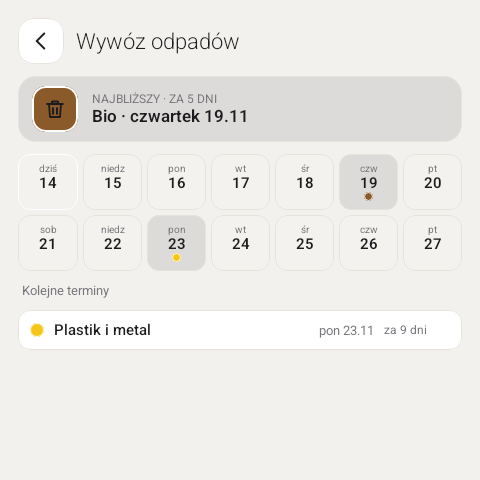 Wywóz odpadów
NAJBLIŻSZY · ZA 5 DNI
Bio · czwartek 19.11
dziś niedz pon wt śr czw pt
14 15 16 17 18 19 20
sob niedz pon wt śr czw pt
21 22 23 24 25 26 27
Kolejne terminy
Plastik i metal pon 23.11 za 9 dni